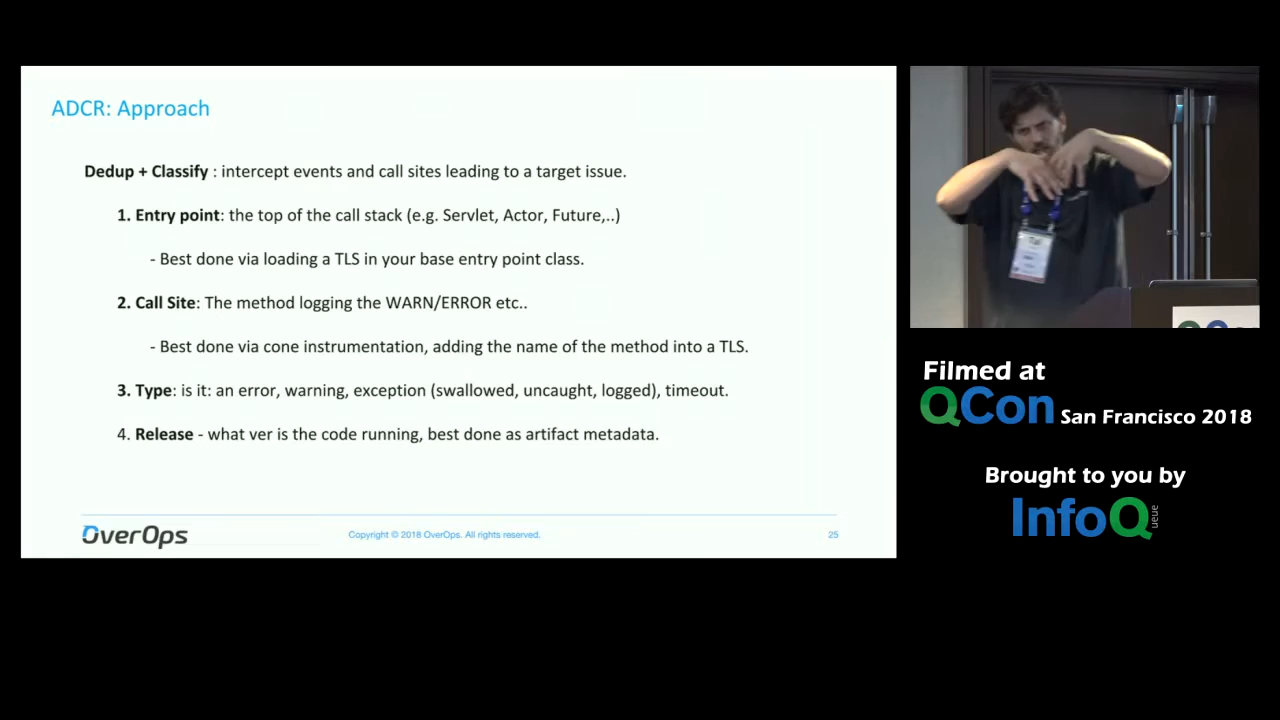 ADCR: Approach
Dedup + Classify : intercept events and call sites leading to a target issue.
1. Entry point: the top of the call stack (e.g. Servlet, Actor, Future,..)
- Best done via loading a TLS in your base entry point class.
2. Call Site: The method logging the WARN/ERROR etc..
- Best done via cone instrumentation, adding the name of the method into a TLS.
3. Type: is it: an error, warning, exception (swallowed, uncaught, logged), timeout.
4. Release - what ver is the code running, best done as artifact metadata.
OverOps
Copyright © 2018 OverOps. All rights reserved.
25
Filmed at
QCon San Francisco 2018
Brought to you by
InfoQueue